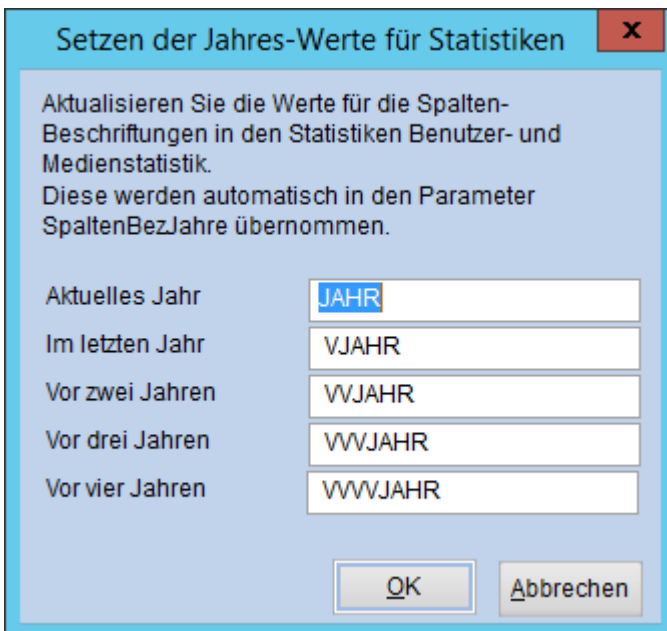 Setzen der Jahres-Werte für Statistiken
x
Aktualisieren Sie die Werte für die Spalten-
Beschriftungen in den Statistiken Benutzer- und
Medienstatistik.
Diese werden automatisch in den Parameter
SpaltenBezJahre übernommen.
Aktuelles Jahr JAHR
Im letzten Jahr VJAHR
Vor zwei Jahren VVJAHR
Vor drei Jahren VVVJAHR
Vor vier Jahren VVVVJAHR
OK Abbrechen